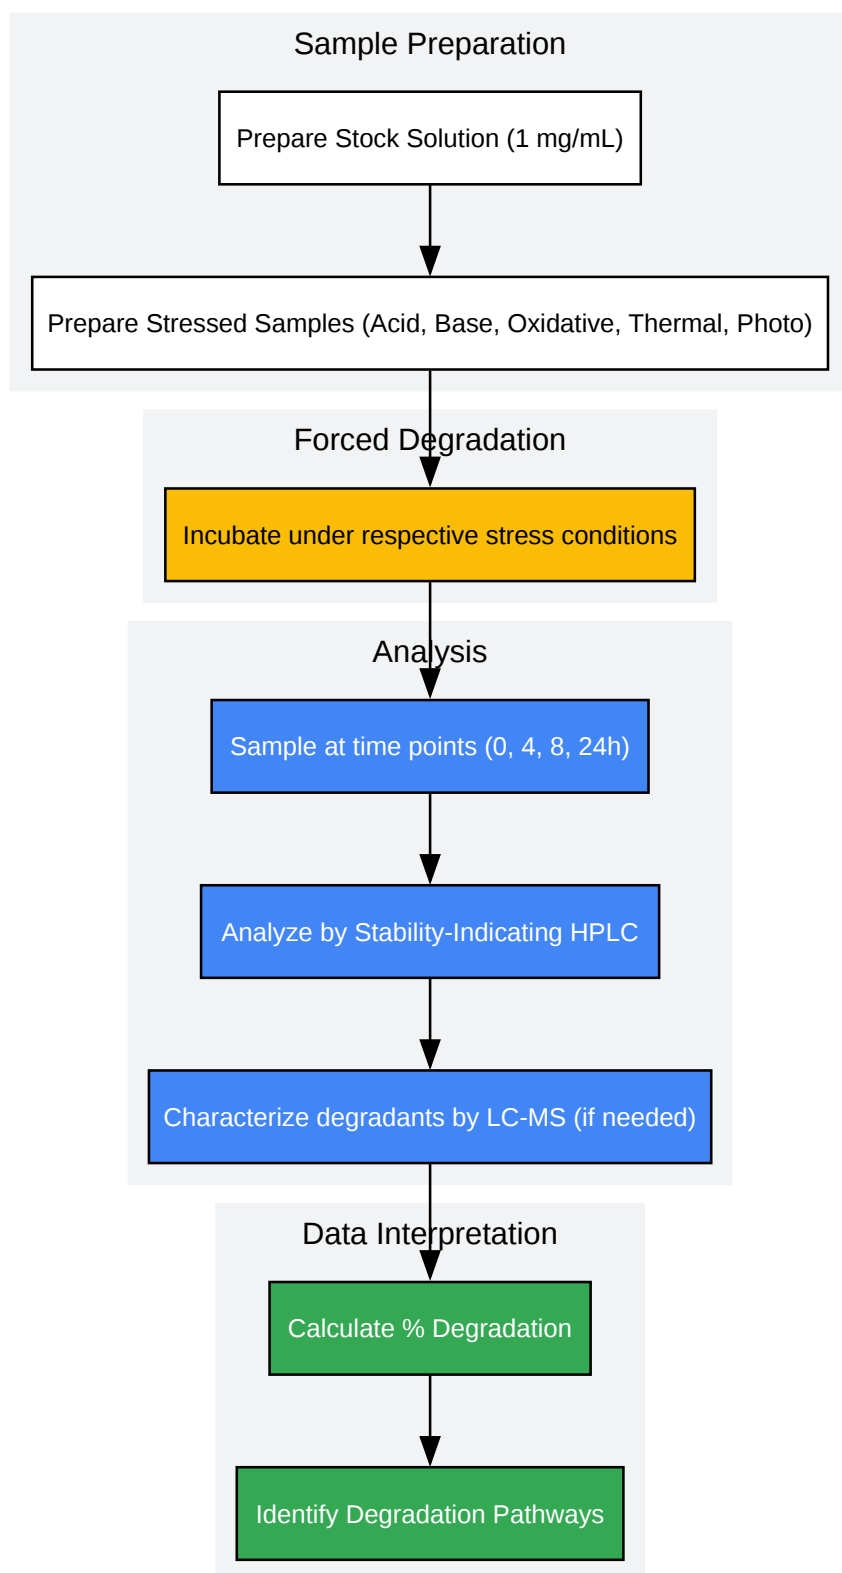 Sample Preparation
Prepare Stock Solution (1 mg/mL)
Prepare Stressed Samples (Acid, Base, Oxidative, Thermal, Photo)
Forced Degradation
Incubate under respective stress conditions
Analysis
Sample at time points (0, 4, 8, 24h)
Analyze by Stability-Indicating HPLC
Characterize degradants by LC-MS (if needed)
Data Interpretation
Calculate % Degradation
Identify Degradation Pathways